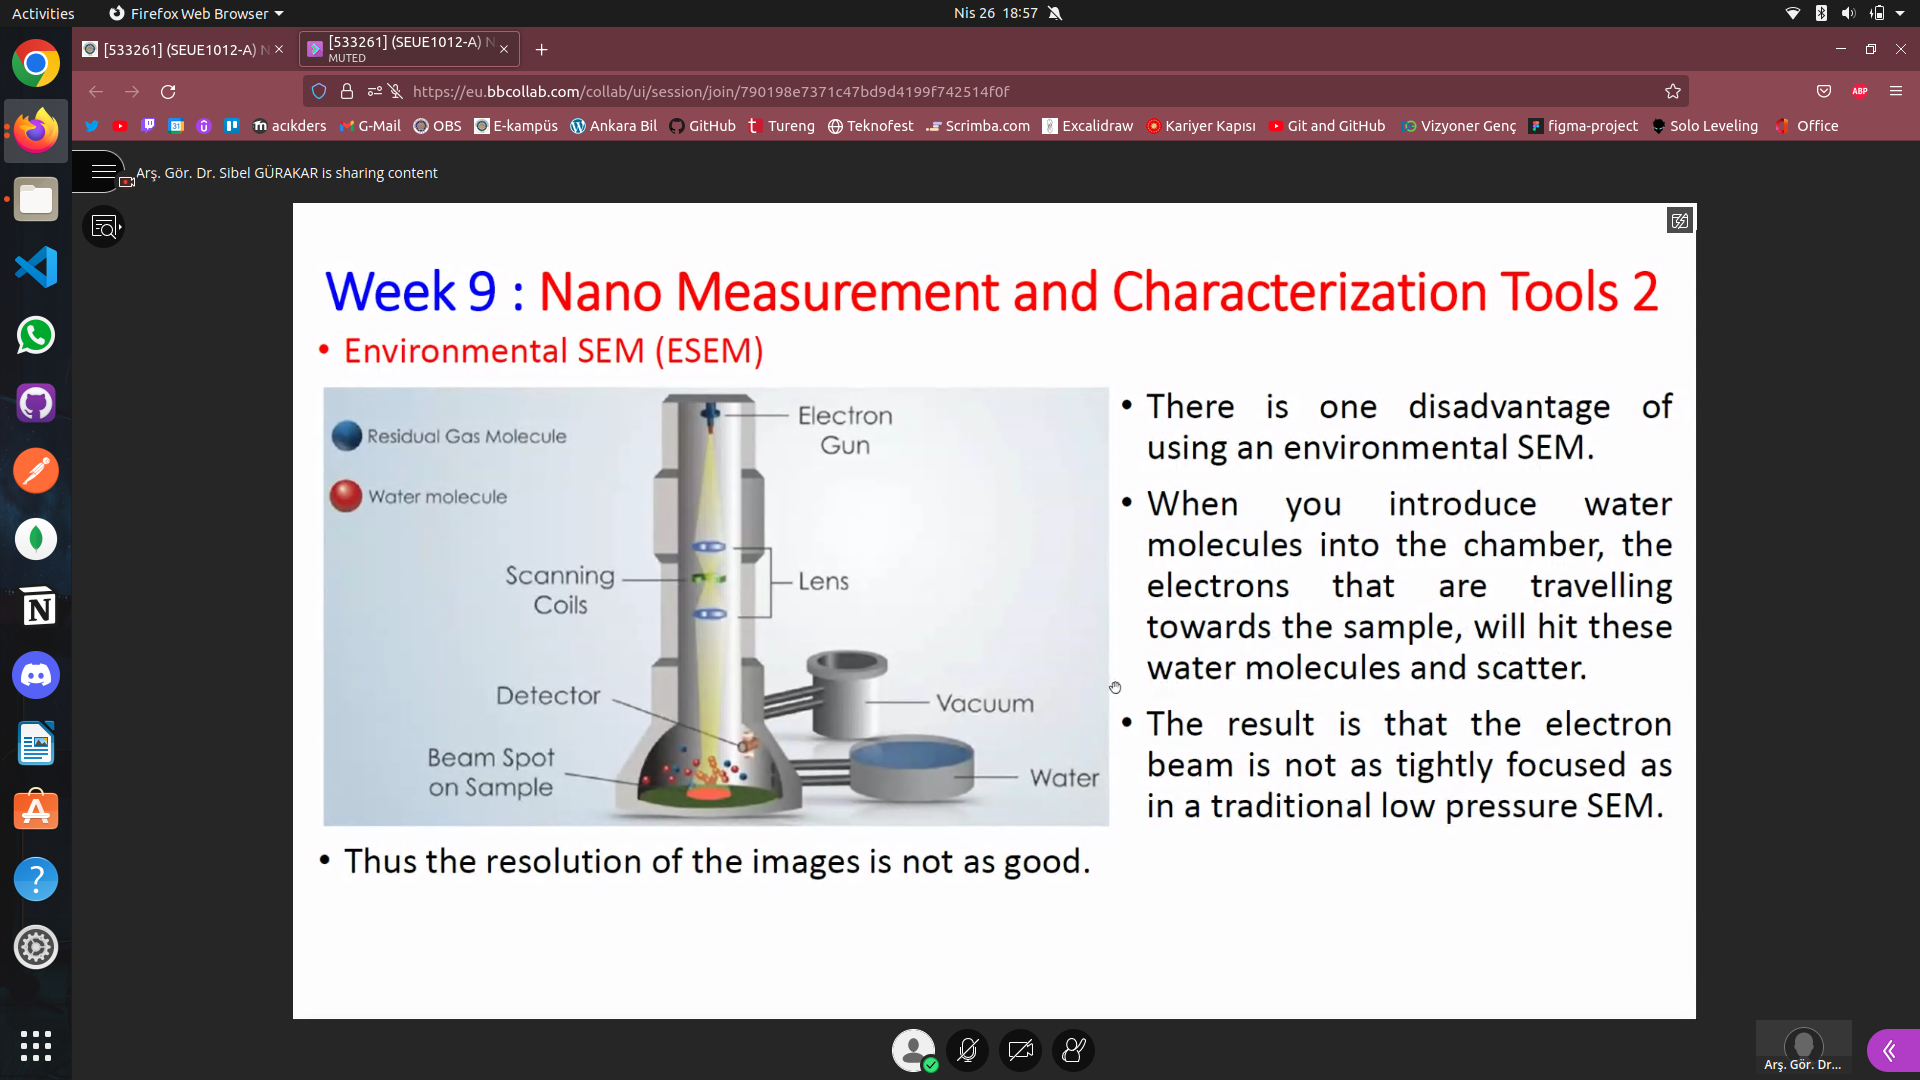 Activities
Firefox Web Browser
Nis 26 18:57
[533261] (SEUE1012-A) N
[533261] (SEUE1012-A) N
MUTED
https://eu.bbcollab.com/collab/ui/session/join/790198e7371c47bd9d4199f742514f0f
ABP
acıkders
G-Mail
OBS
E-kampüs
Ankara Bil
GitHub
Tureng
Teknofest
Scrimba.com
Excalidraw
Kariyer Kapısı
Git and GitHub
Vizyoner Genç
figma-project
Solo Leveling
Office
Arş. Gör. Dr. Sibel GÜRAKAR is sharing content
Week 9 : Nano Measurement and Characterization Tools 2
• Environmental SEM (ESEM)
Residual Gas Molecule
Water molecule
Electron
Gun
Scanning
Coils
Lens
Detector
Vacuum
Beam Spot
on Sample
Water
• There is one disadvantage of
using an environmental SEM.
• When you introduce water
molecules into the chamber, the
electrons that are travelling
towards the sample, will hit these
water molecules and scatter.
• The result is that the electron
beam is not as tightly focused as
in a traditional low pressure SEM.
• Thus the resolution of the images is not as good.
Arş. Gör. Dr...